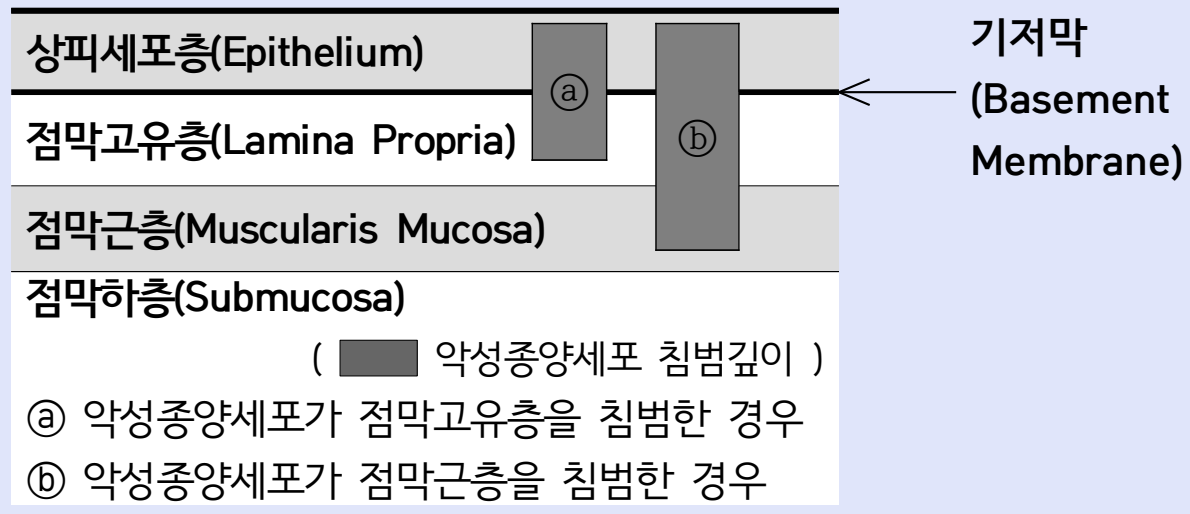 상피세포층(Epithelium)
ⓐ
기저막
(Basement
Membrane)
점막고유층(Lamina Propria)
ⓑ
점막근층(Muscularis Mucosa)
점막하층(Submucosa)
( 악성종양세포 침범깊이 )
ⓐ 악성종양세포가 점막고유층을 침범한 경우
ⓑ 악성종양세포가 점막근층을 침범한 경우